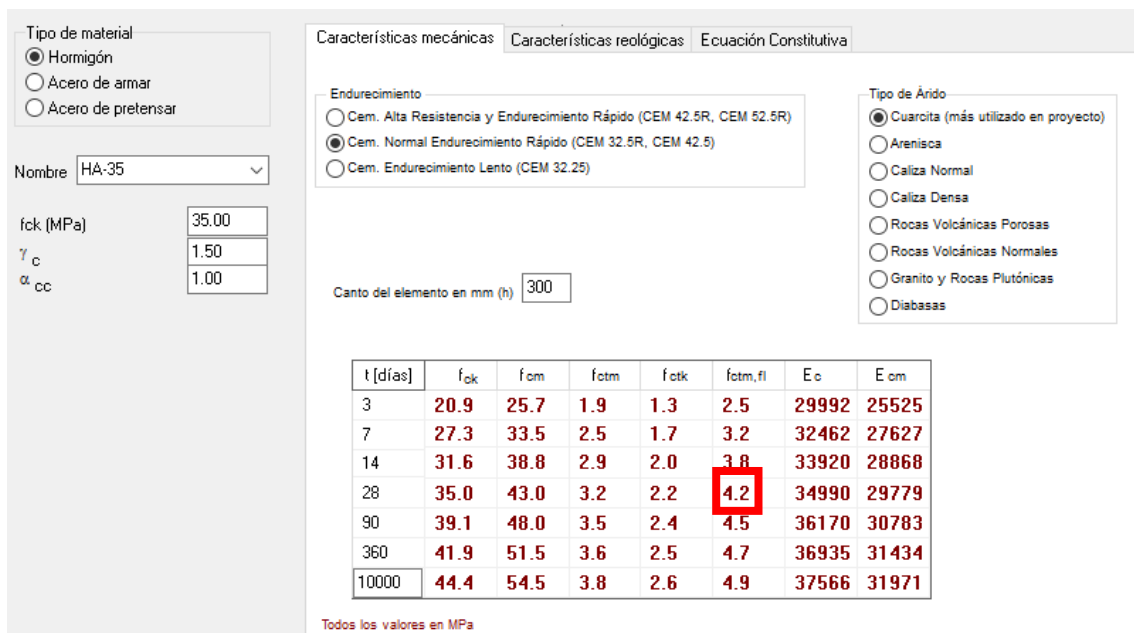 Tipo de material
Hormigón
Acero de armar
Acero de pretensar
Nombre HA-35
fck (MPa) 35.00
γ c 1.50
α cc 1.00
Características mecánicas Características reológicas Ecuación Constitutiva
Endurecimiento
Cem. Alta Resistencia y Endurecimiento Rápido (CEM 42.5R, CEM 52.5R)
Cem. Normal Endurecimiento Rápido (CEM 32.5R, CEM 42.5)
Cem. Endurecimiento Lento (CEM 32.25)
Tipo de Árido
Cuarcita (más utilizado en proyecto)
Arenisca
Caliza Normal
Caliza Densa
Rocas Volcánicas Porosas
Rocas Volcánicas Normales
Granito y Rocas Plutónicas
Diabasas
Canto del elemento en mm (h) 300
t [días] fck fcm fctm fctk fctm,fl Ec Ecm
3 20.9 25.7 1.9 1.3 2.5 29992 25525
7 27.3 33.5 2.5 1.7 3.2 32462 27627
14 31.6 38.8 2.9 2.0 3.8 33920 28868
28 35.0 43.0 3.2 2.2 4.2 34990 29779
90 39.1 48.0 3.5 2.4 4.5 36170 30783
360 41.9 51.5 3.6 2.5 4.7 36935 31434
10000 44.4 54.5 3.8 2.6 4.9 37566 31971
Todos los valores en MPa